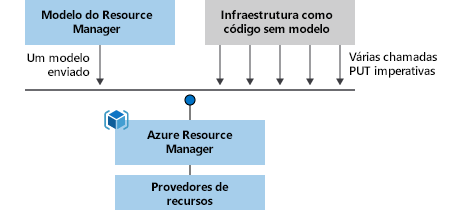 Modelo do Resource
Manager
Infraestrutura como
código sem modelo
Um modelo
enviado
Várias chamadas
PUT imperativas
Azure Resource
Manager
Provedores de
recursos